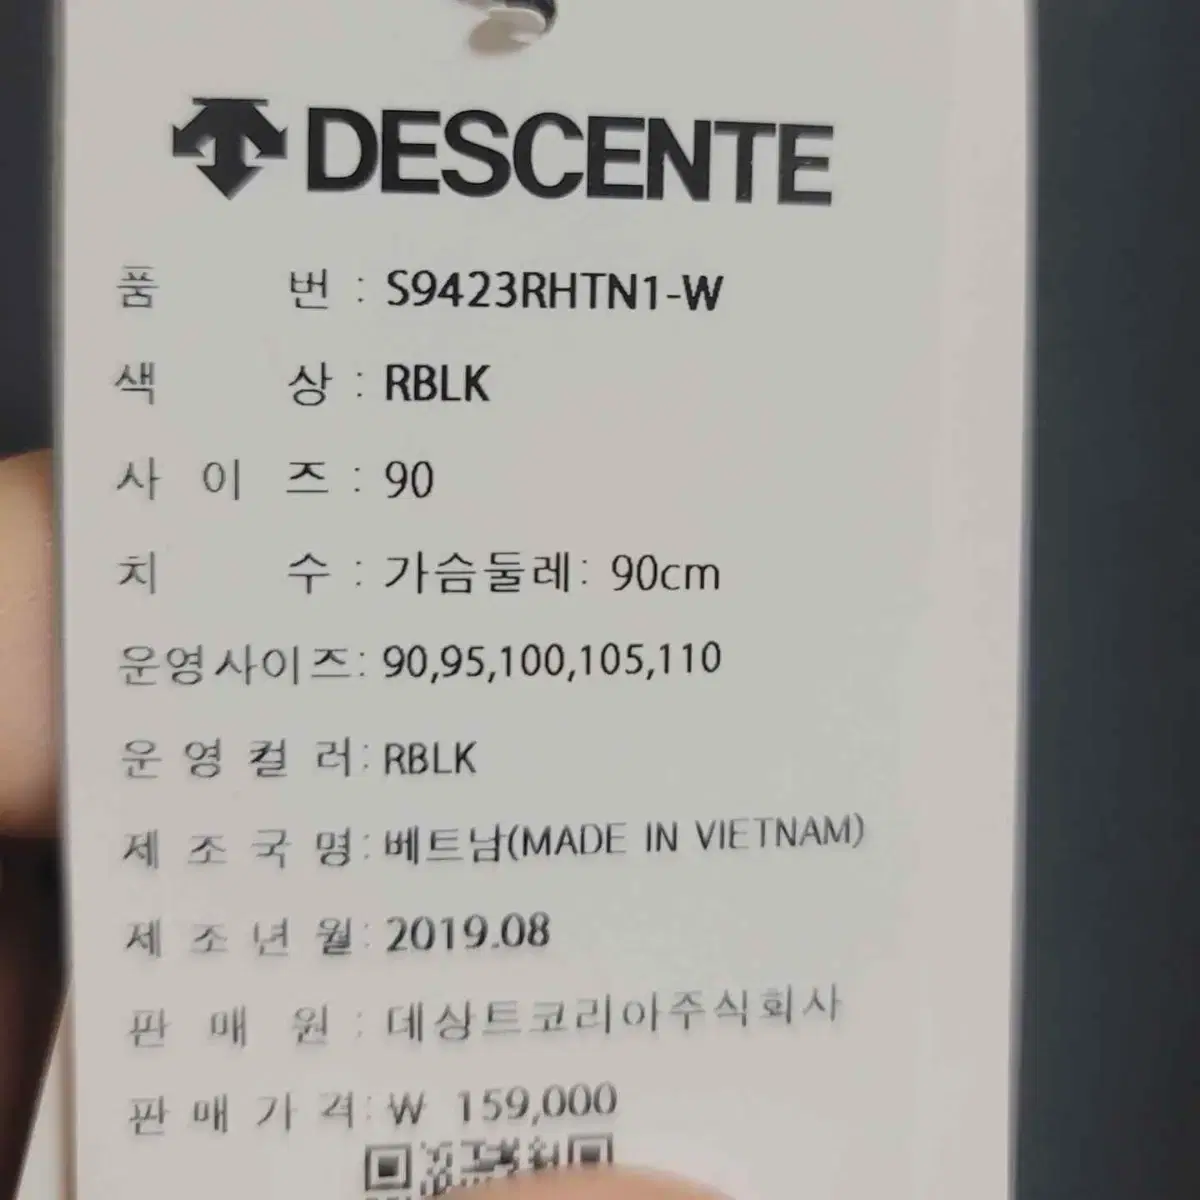 DESCENTE
품 번 : S9423RHTN1-W
색 상 : RBLK
사 이 즈 : 90
치 수 : 가슴둘레: 90cm
운영사이즈: 90,95,100,105,110
운 영 컬 러: RBLK
제 조 국 명: 베트남(MADE IN VIETNAM)
제 조 년 월: 2019.08
판 매 원 : 데상트코리아주식회사
판 매 가 격: ₩ 159,000